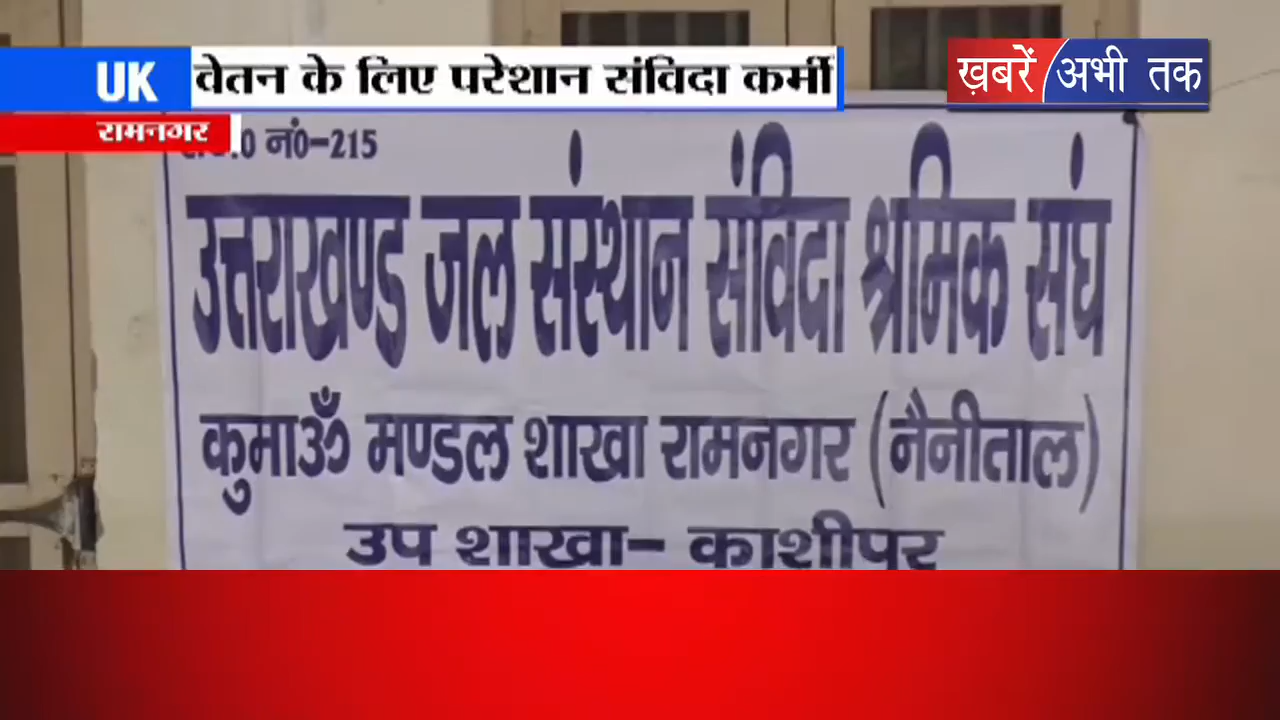 UK
वेतन के लिए परेशान संविदा कर्मी
ख़बरें अभी तक
रामनगर
नं0-215
उत्तराखण्ड जल संस्थान संविदा श्रमिक संघ
कुमाऊँ मण्डल शाखा रामनगर (नैनीताल)
उप शाखा- काशीपुर